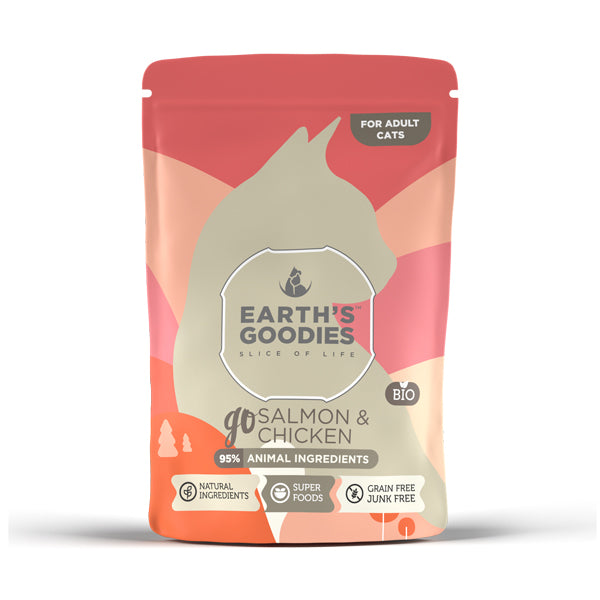 FOR ADULT
CATS
EARTH'S™
GOODIES
SLICE OF LIFE
BIO
go SALMON &
CHICKEN
95% ANIMAL INGREDIENTS
NATURAL
INGREDIENTS
SUPER
FOODS
GRAIN FREE
JUNK FREE